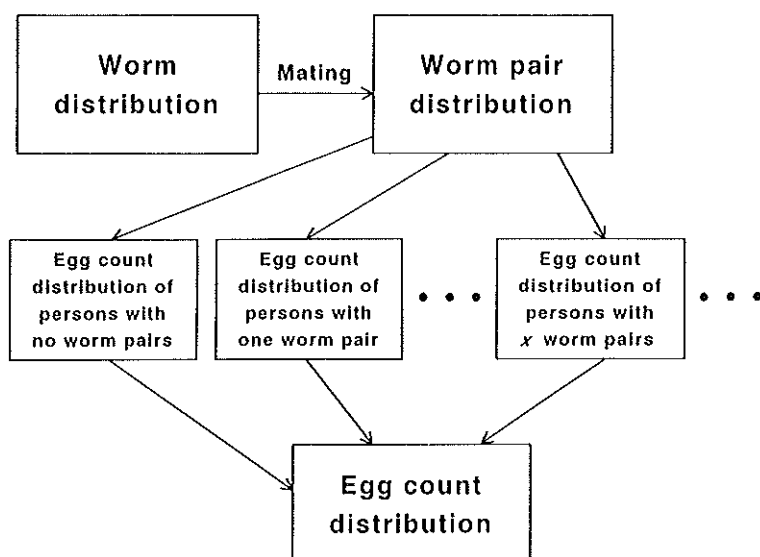 Worm
distribution
Mating
Worm pair
distribution
Egg count
distribution of
persons with
no worm pairs
Egg count
distribution of
persons with
one worm pair
Egg count
distribution of
persons with
x worm pairs
Egg count
distribution